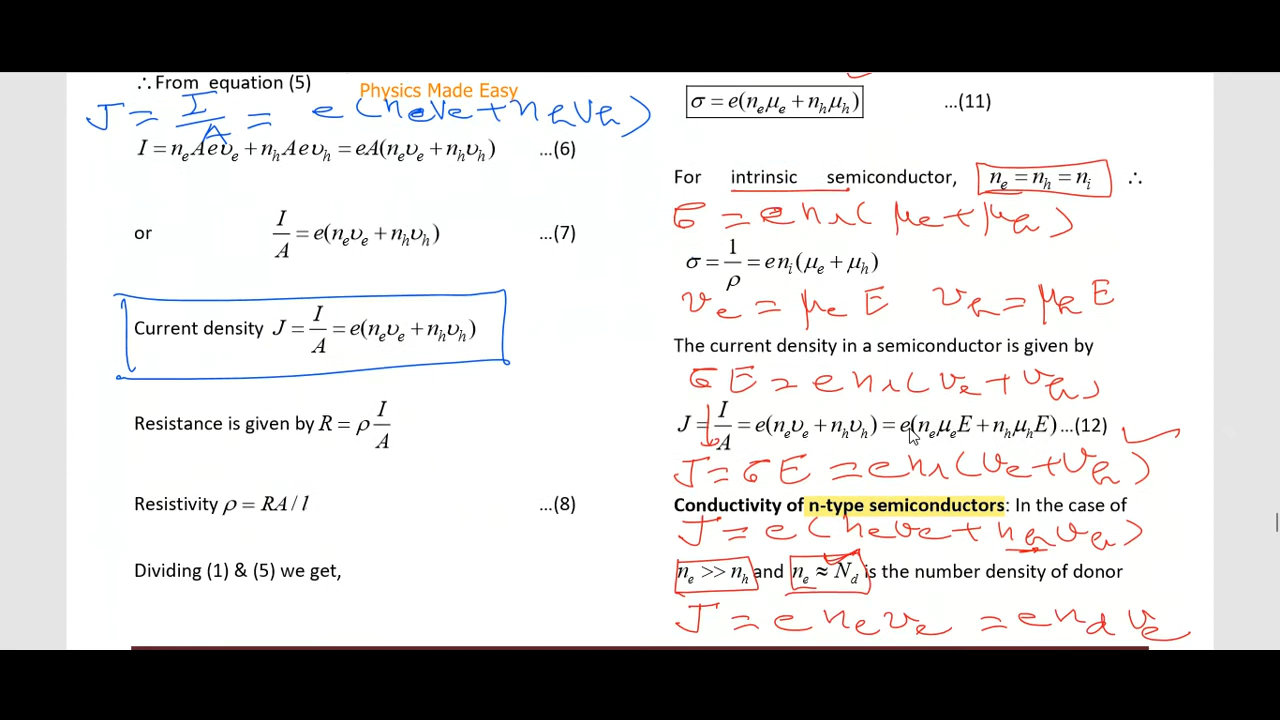 ∴From equation (5)
Physics Made Easy
J = I/A = e(neve + nhvh)
I = neAeυe + nhAeυh = eA(neυe + nhυh) ...(6)
or I/A = e(neυe + nhυh) ...(7)
Current density J = I/A = e(neυe + nhυh)
Resistance is given by R = ρ I/A
Resistivity ρ = RA / l ...(8)
Dividing (1) & (5) we get,
σ = e(neμe + nhμh) ...(11)
For intrinsic semiconductor, ne = nh = ni ∴
σ = eni(μe + μh)
σ = 1/ρ = eni(μe + μh)
ve = μeE vh = μhE
The current density in a semiconductor is given by
σE = eni(ve + vh)
J = I/A = e(neυe + nhυh) = e(neμeE + nhμhE)...(12)
J = σE = eni(ve + vh)
Conductivity of n-type semiconductors: In the case of
J = e(neve + nhvh)
ne >> nh and ne ≈ Nd is the number density of donor
J = eneve = endve